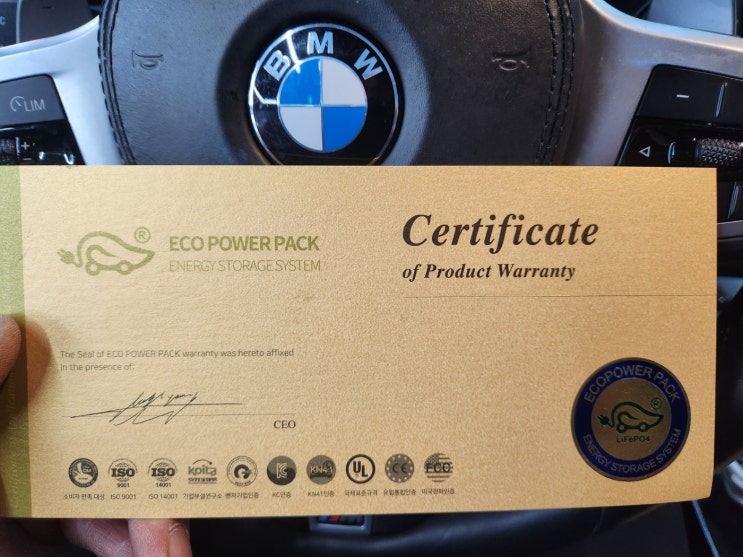 LIM
BMW
ECO POWER PACK
ENERGY STORAGE SYSTEM
Certificate
of Product Warranty
The Seal of ECO POWER PACK warranty was hereto affixed
in the presence of:
CEO
ECOPOWER PACK
LiFePO4
ENERGY STORAGE SYSTEM
ISO
9001
ISO
14001
kpita
K
KN41
UL
CE
FCC
소비자 만족 대상
ISO 9001
ISO 14001
기업부설연구소
벤처기업인증
KC인증
KN41인증
국제표준규격
유럽통합인증
미국전파인증